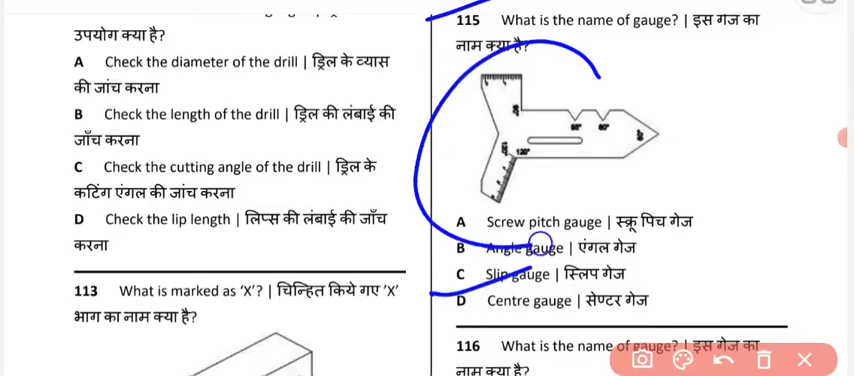 उपयोग क्या है?
A Check the diameter of the drill | ड्रिल के व्यास
की जांच करना
B Check the length of the drill | ड्रिल की लंबाई की
जाँच करना
C Check the cutting angle of the drill | ड्रिल के
कटिंग एंगल की जांच करना
D Check the lip length | लिप्स की लंबाई की जाँच
करना
113 What is marked as ‘X’? | चिन्हित किये गए ’X’
भाग का नाम क्या है?
115 What is the name of gauge? | इस गेज का
नाम क्या है?
60°
120°
A Screw pitch gauge | स्क्रू पिच गेज
B Angle gauge | एंगल गेज
C Slip gauge | स्लिप गेज
D Centre gauge | सेण्टर गेज
116 What is the name of gauge? | इस गेज का
नाम क्या है?